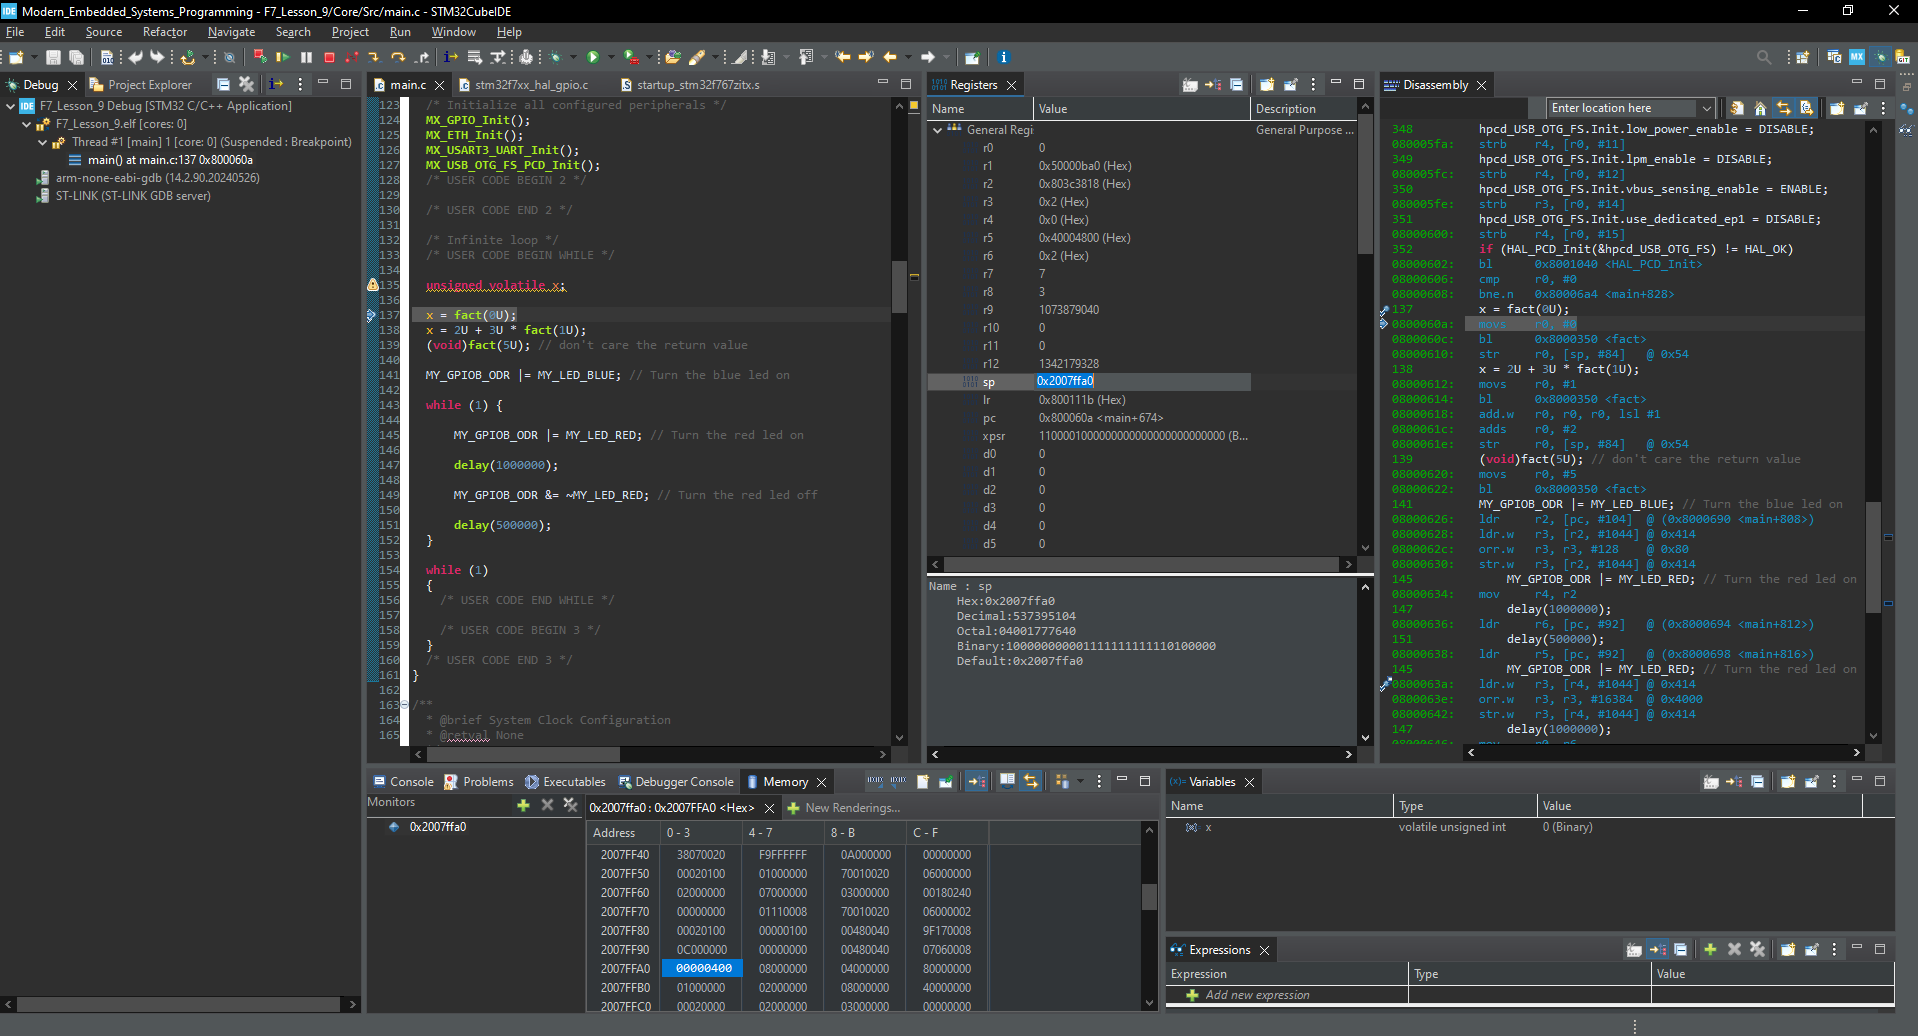 Modern_Embedded_Systems_Programming - F7_Lesson_9/Core/Src/main.c - STM32CubeIDE
File Edit Source Refactor Navigate Search Project Run Window Help
Debug Project Explorer
F7_Lesson_9 Debug [STM32 C/C++ Application]
F7_Lesson_9.elf [cores: 0]
Thread #1 [main] 1 [core: 0] (Suspended : Breakpoint)
main() at main.c:137 0x800060a
arm-none-eabi-gdb (14.2.90.20240526)
ST-LINK (ST-LINK GDB server)
main.c stm32f7xx_hal_gpio.c startup_stm32f767zitx.s
123 /* Initialize all configured peripherals */
124 MX_GPIO_Init();
125 MX_ETH_Init();
126 MX_USART3_UART_Init();
127 MX_USB_OTG_FS_PCD_Init();
128 /* USER CODE BEGIN 2 */
129
130 /* USER CODE END 2 */
131
132 /* Infinite loop */
133 /* USER CODE BEGIN WHILE */
134
135 unsigned volatile x;
136
137 x = fact(0U);
138 x = 2U + 3U * fact(1U);
139 (void)fact(5U); // don't care the return value
140
141 MY_GPIOB_ODR |= MY_LED_BLUE; // Turn the blue led on
142
143 while (1) {
144
145 MY_GPIOB_ODR |= MY_LED_RED; // Turn the red led on
146
147 delay(1000000);
148
149 MY_GPIOB_ODR &= ~MY_LED_RED; // Turn the red led off
150
151 delay(500000);
152 }
153
154 while (1)
155 {
156 /* USER CODE END WHILE */
157
158 /* USER CODE BEGIN 3 */
159 }
160 /* USER CODE END 3 */
161 }
162
163 /**
164 * @brief System Clock Configuration
165 * @retval None
Registers
Name Value Description
General Regi General Purpose ...
r0 0
r1 0x50000ba0 (Hex)
r2 0x803c3818 (Hex)
r3 0x2 (Hex)
r4 0x0 (Hex)
r5 0x40004800 (Hex)
r6 0x2 (Hex)
r7 7
r8 3
r9 1073879040
r10 0
r11 0
r12 1342179328
sp 0x2007ffa0
lr 0x800111b (Hex)
pc 0x800060a <main+674>
xpsr
d0 0
d1 0
d2 0
d3 0
d4 0
d5 0
Name : sp
Hex:0x2007ffa0
Decimal:537395104
Octal:04001777640
Binary:100000000001111111111110100000
Default:0x2007ffa0
Disassembly
Enter location here
348 hpcd_USB_OTG_FS.Init.low_power_enable = DISABLE;
080005fa: strb r4, [r0, #11]
349 hpcd_USB_OTG_FS.Init.lpm_enable = DISABLE;
080005fc: strb r4, [r0, #12]
350 hpcd_USB_OTG_FS.Init.vbus_sensing_enable = ENABLE;
080005fe: strb r3, [r0, #14]
351 hpcd_USB_OTG_FS.Init.use_dedicated_ep1 = DISABLE;
08000600: strb r4, [r0, #15]
352 if (HAL_PCD_Init(&hpcd_USB_OTG_FS) != HAL_OK)
08000602: bl 0x8001040 <HAL_PCD_Init>
08000606: cmp r0, #0
08000608: bne.n 0x80006a4 <main+828>
137 x = fact(0U);
0800060a: movs r0, #0
0800060c: bl 0x8000350 <fact>
08000610: str r0, [sp, #84] @ 0x54
138 x = 2U + 3U * fact(1U);
08000612: movs r0, #1
08000614: bl 0x8000350 <fact>
08000618: add.w r0, r0, r0, lsl #1
0800061c: adds r0, #2
0800061e: str r0, [sp, #84] @ 0x54
139 (void)fact(5U); // don't care the return value
08000620: movs r0, #5
08000622: bl 0x8000350 <fact>
141 MY_GPIOB_ODR |= MY_LED_BLUE; // Turn the blue led on
08000626: ldr r2, [pc, #104] @ (0x8000690 <main+808>)
08000628: ldr.w r3, [r2, #1044] @ 0x414
0800062c: orr.w r3, r3, #128 @ 0x80
08000630: str.w r3, [r2, #1044] @ 0x414
145 MY_GPIOB_ODR |= MY_LED_RED; // Turn the red led on
08000634: mov r4, r2
147 delay(1000000);
08000636: ldr r6, [pc, #92] @ (0x8000694 <main+812>)
151 delay(500000);
08000638: ldr r5, [pc, #92] @ (0x8000698 <main+816>)
145 MY_GPIOB_ODR |= MY_LED_RED; // Turn the red led on
0800063a: ldr.w r3, [r4, #1044] @ 0x414
0800063e: orr.w r3, r3, #16384 @ 0x4000
08000642: str.w r3, [r4, #1044] @ 0x414
147 delay(1000000);
Console Problems Executables Debugger Console Memory
Monitors
0x2007ffa0
0x2007ffa0 : 0x2007FFA0 <Hex> New Renderings...
Address 0 - 3 4 - 7 8 - B C - F
2007FF40 38070020 F9FFFFFF 0A000000 00000000
2007FF50 00020100 01000000 70010020 06000000
2007FF60 02000000 07000000 03000000 00180240
2007FF70 00000000 01110008 70010020 06000002
2007FF80 00020100 00000100 00480040 9F170008
2007FF90 0C000000 00000000 00480040 07060008
2007FFA0 00000400 08000000 04000000 80000000
2007FFB0 01000000 02000000 08000000 40000000
2007FFC0 00020000 02000000 03000000 00000000
Variables
Name Type Value
x volatile unsigned int 0 (Binary)
Expressions
Expression Type Value
Add new expression